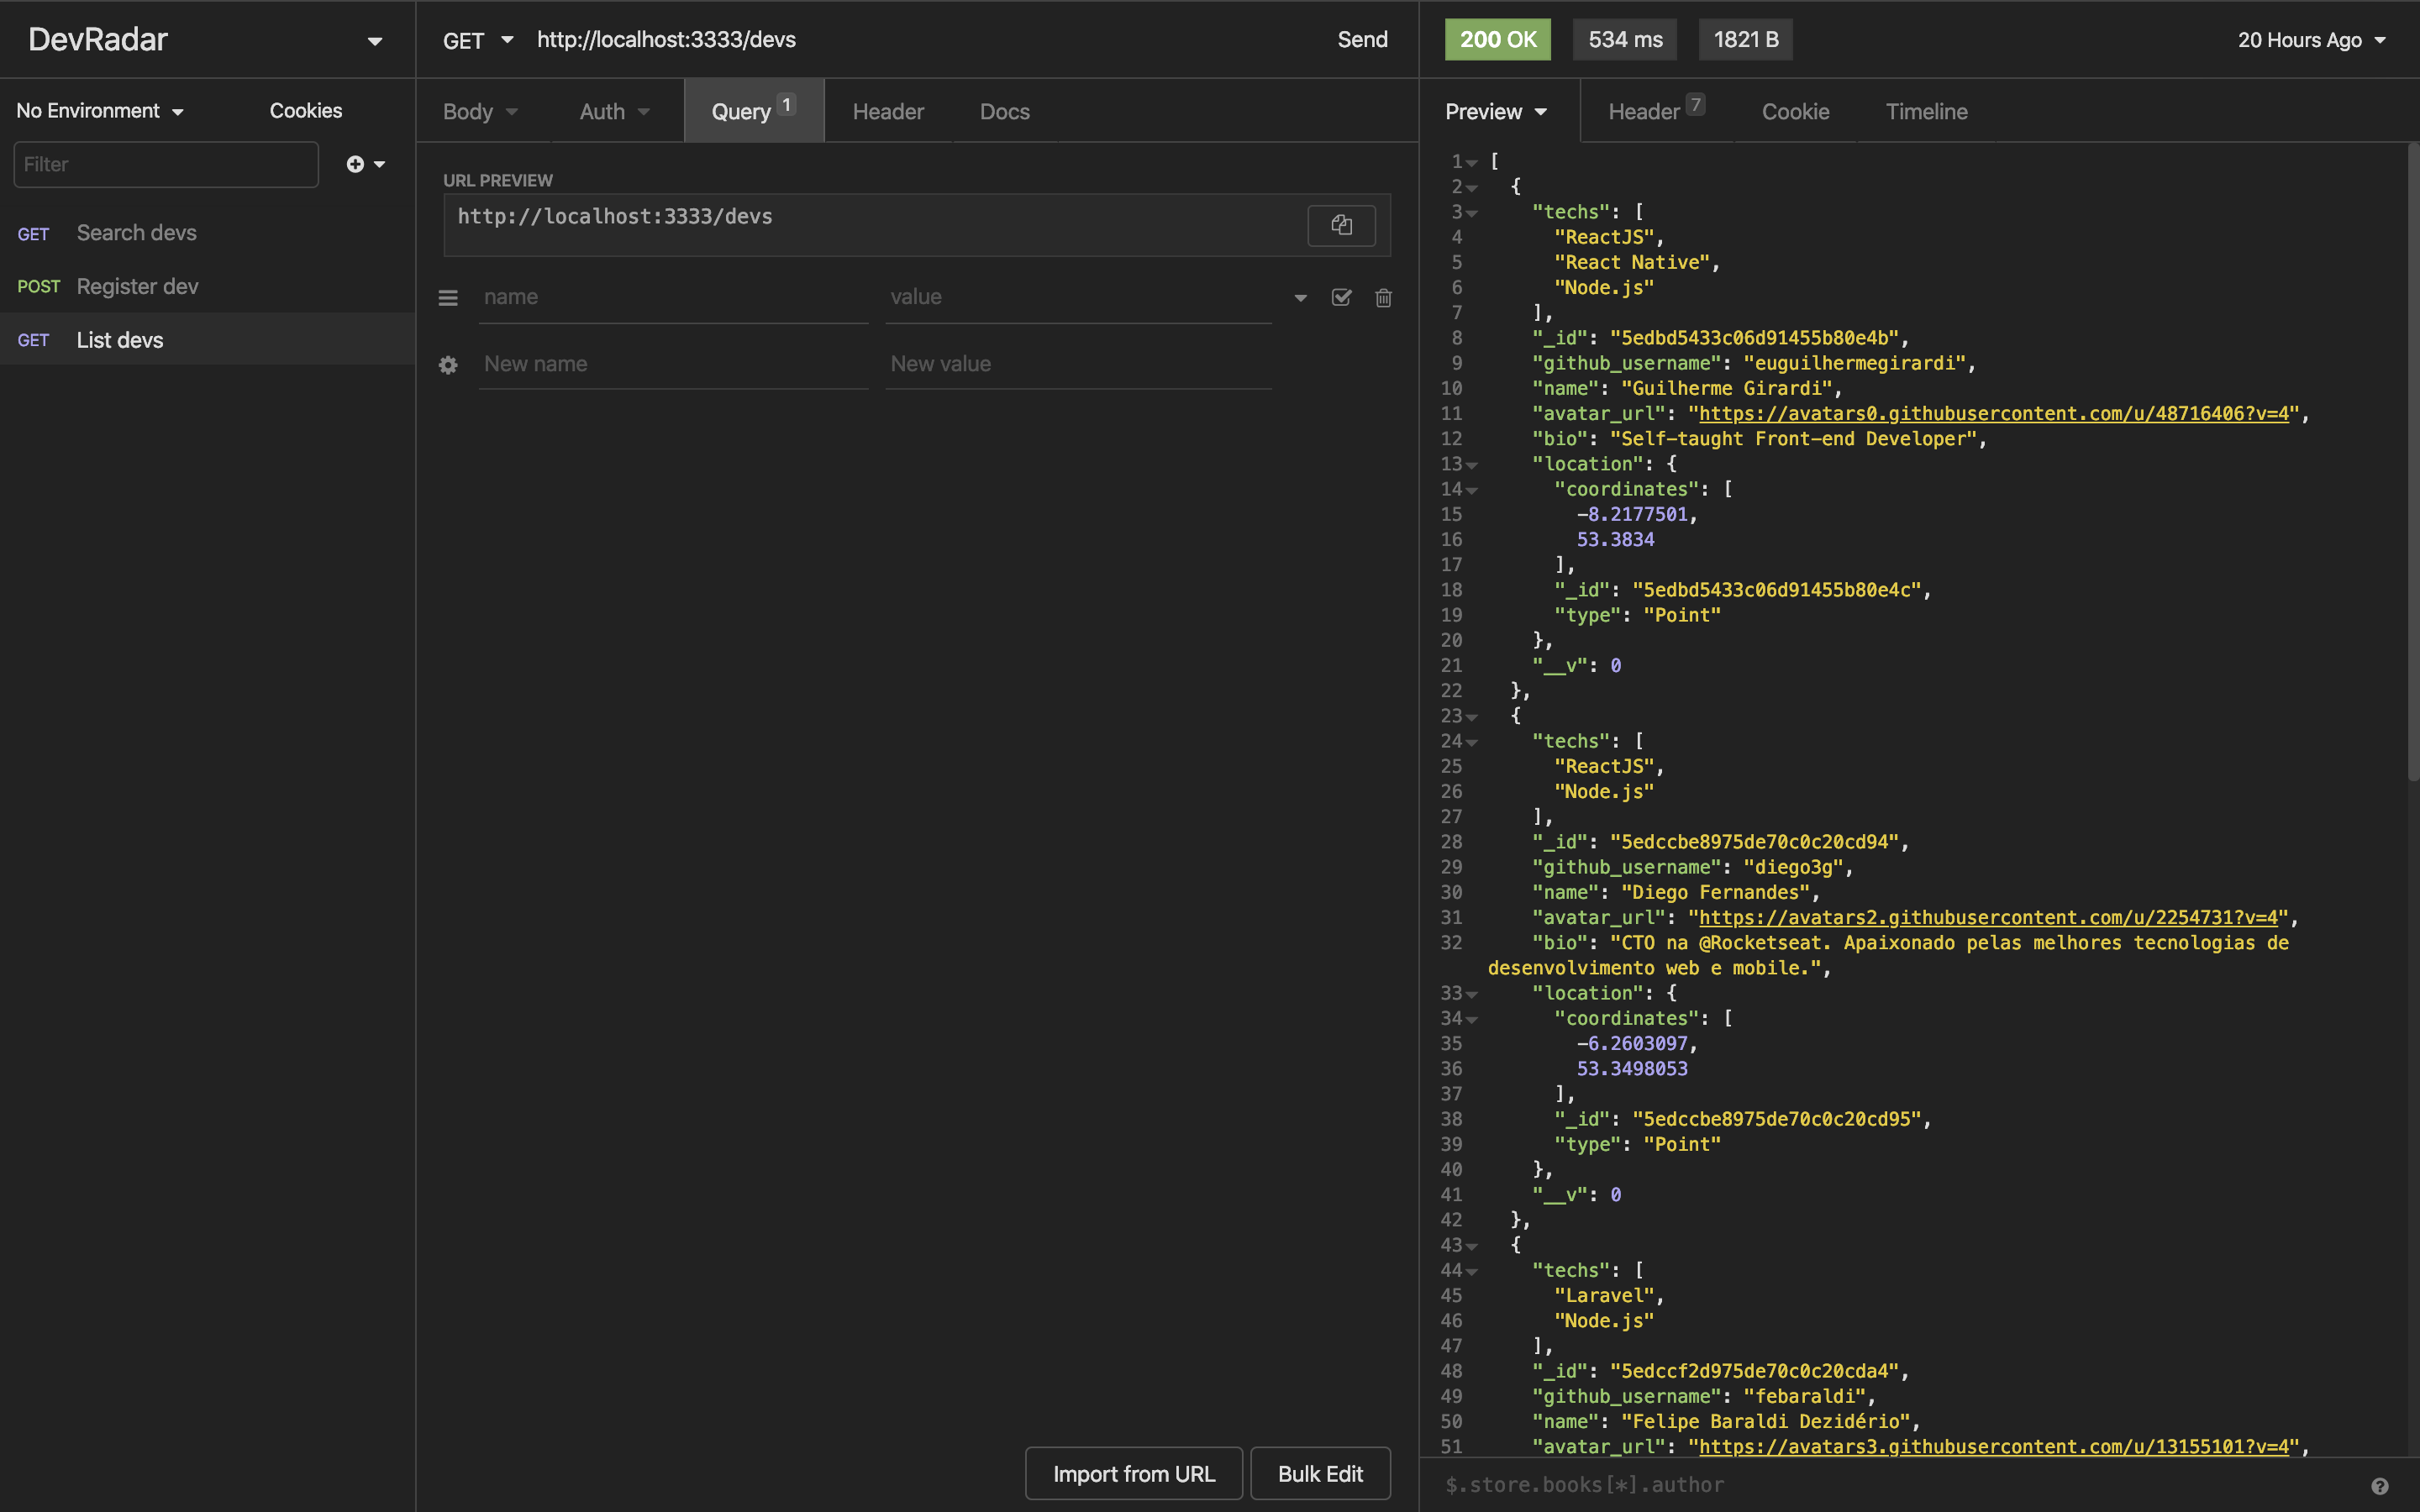 DevRadar
No Environment Cookies
Filter
GET Search devs
POST Register dev
GET List devs
GET http://localhost:3333/devs Send
Body Auth Query 1 Header Docs
URL PREVIEW
http://localhost:3333/devs
name value
New name New value
Import from URL Bulk Edit
200 OK 534 ms 1821 B 20 Hours Ago
Preview Header 7 Cookie Timeline
1 [
2 {
3 "techs": [
4 "ReactJS",
5 "React Native",
6 "Node.js"
7 ],
8 "_id": "5edbd5433c06d91455b80e4b",
9 "github_username": "euguilhermegirardi",
10 "name": "Guilherme Girardi",
11 "avatar_url": "https://avatars0.githubusercontent.com/u/48716406?v=4",
12 "bio": "Self-taught Front-end Developer",
13 "location": {
14 "coordinates": [
15 -8.2177501,
16 53.3834
17 ],
18 "_id": "5edbd5433c06d91455b80e4c",
19 "type": "Point"
20 },
21 "__v": 0
22 },
23 {
24 "techs": [
25 "ReactJS",
26 "Node.js"
27 ],
28 "_id": "5edccbe8975de70c0c20cd94",
29 "github_username": "diego3g",
30 "name": "Diego Fernandes",
31 "avatar_url": "https://avatars2.githubusercontent.com/u/2254731?v=4",
32 "bio": "CTO na @Rocketseat. Apaixonado pelas melhores tecnologias de
desenvolvimento web e mobile.",
33 "location": {
34 "coordinates": [
35 -6.2603097,
36 53.3498053
37 ],
38 "_id": "5edccbe8975de70c0c20cd95",
39 "type": "Point"
40 },
41 "__v": 0
42 },
43 {
44 "techs": [
45 "Laravel",
46 "Node.js"
47 ],
48 "_id": "5edccf2d975de70c0c20cda4",
49 "github_username": "febaraldi",
50 "name": "Felipe Baraldi Dezidério",
51 "avatar_url": "https://avatars3.githubusercontent.com/u/13155101?v=4",
$.store.books[*].author